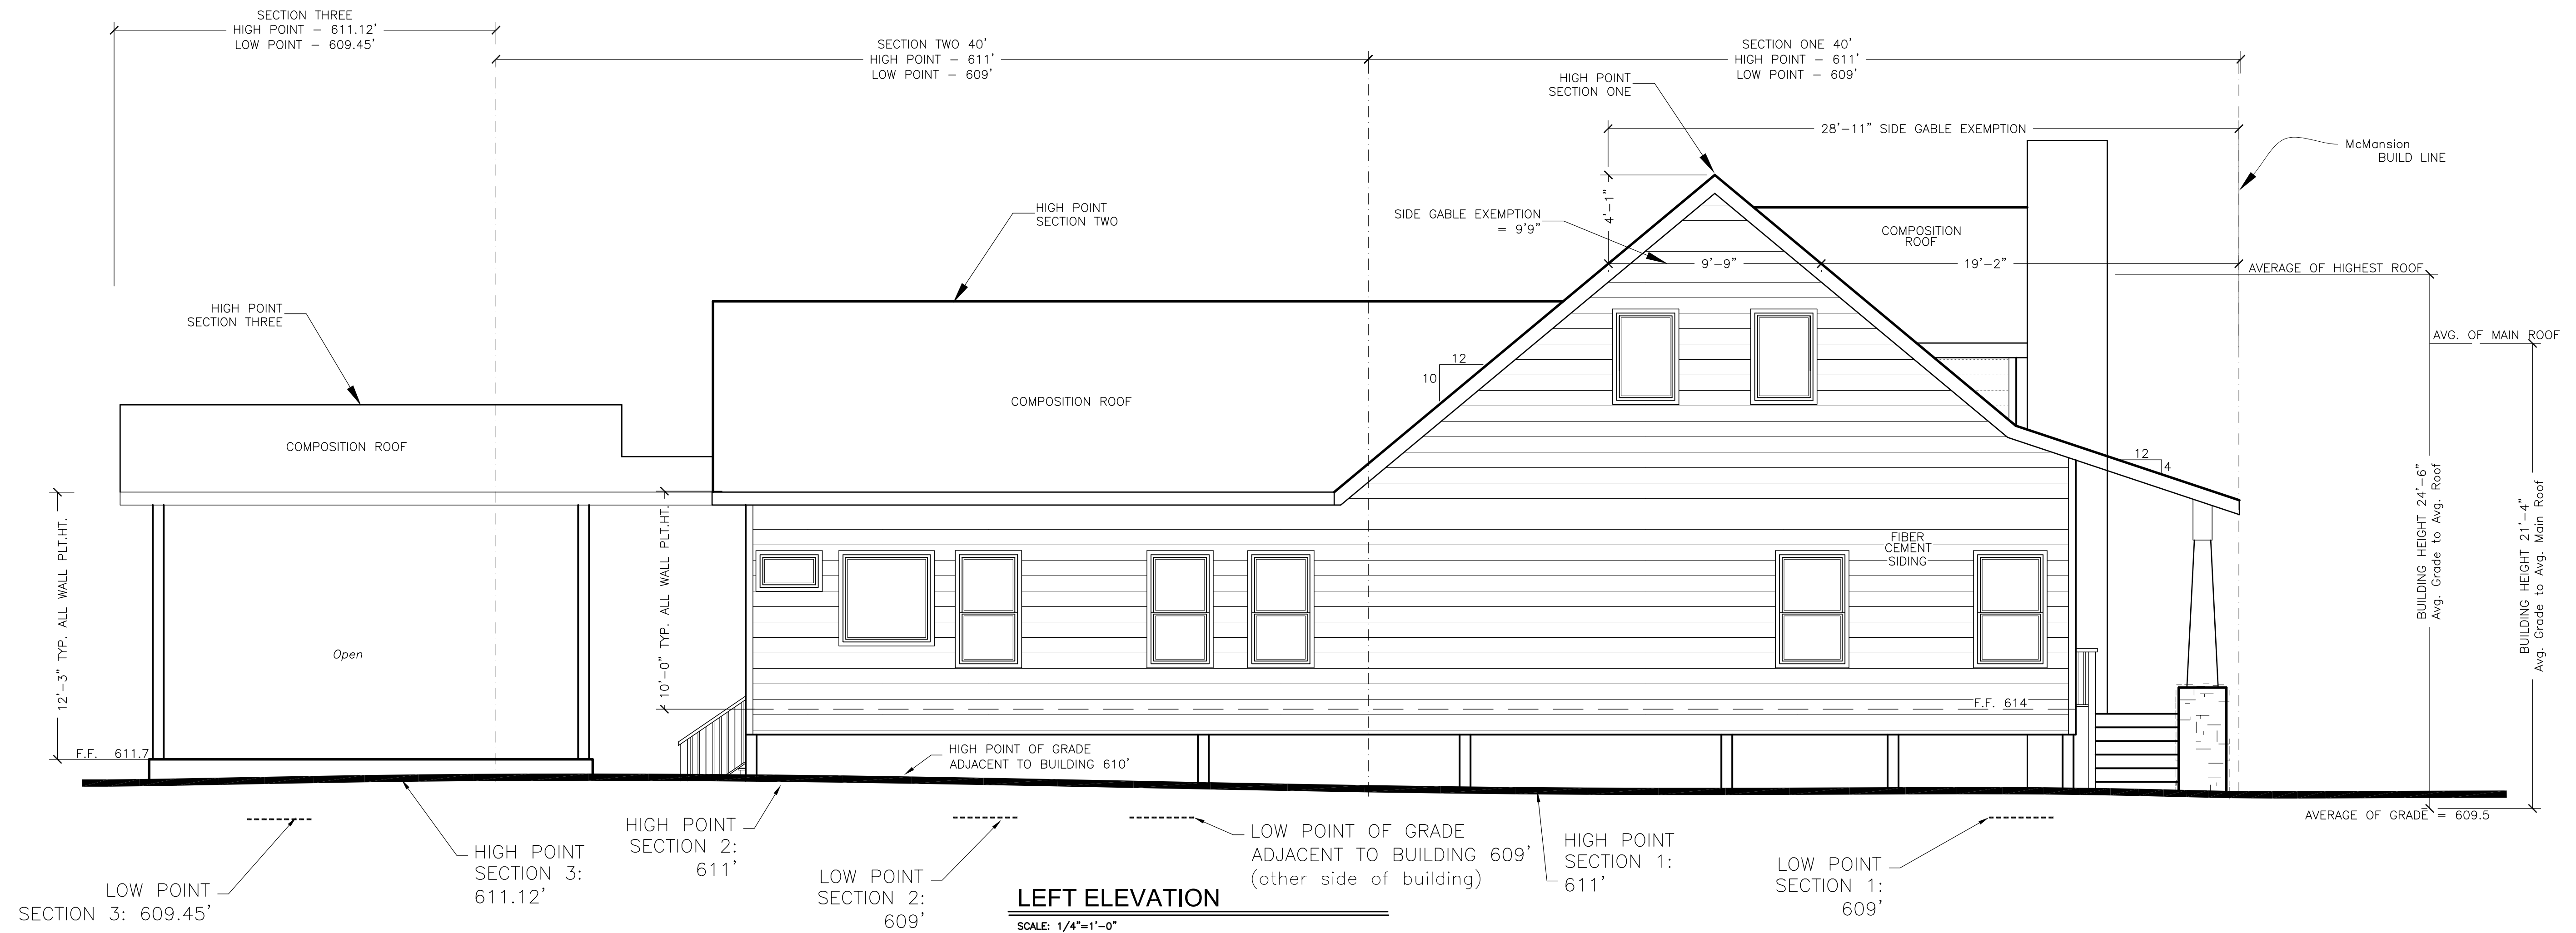 SECTION THREE
HIGH POINT – 611.12'
LOW POINT – 609.45'
SECTION TWO 40'
HIGH POINT – 611'
LOW POINT – 609'
SECTION ONE 40'
HIGH POINT – 611'
LOW POINT – 609'
HIGH POINT
SECTION ONE
28'–11" SIDE GABLE EXEMPTION
McMansion
BUILD LINE
4'–1"
HIGH POINT
SECTION TWO
SIDE GABLE EXEMPTION
= 9'9"
COMPOSITION
ROOF
9'–9"
19'–2"
AVERAGE OF HIGHEST ROOF
HIGH POINT
SECTION THREE
AVG. OF MAIN ROOF
12
10
COMPOSITION ROOF
COMPOSITION ROOF
12
4
12'–3" TYP. ALL WALL PLT.HT.
10'–0" TYP. ALL WALL PLT.HT.
FIBER
CEMENT
SIDING
BUILDING HEIGHT 24'–6"
Avg. Grade to Avg. Roof
BUILDING HEIGHT 21'–4"
Avg. Grade to Avg. Main Roof
Open
F.F. 614
F.F. 611.7
HIGH POINT OF GRADE
ADJACENT TO BUILDING 610'
AVERAGE OF GRADE = 609.5
LOW POINT
SECTION 3: 609.45'
HIGH POINT
SECTION 3:
611.12'
HIGH POINT
SECTION 2:
611'
LOW POINT
SECTION 2:
609'
LOW POINT OF GRADE
ADJACENT TO BUILDING 609'
(other side of building)
HIGH POINT
SECTION 1:
611'
LOW POINT
SECTION 1:
609'
LEFT ELEVATION
SCALE: 1/4"=1'–0"